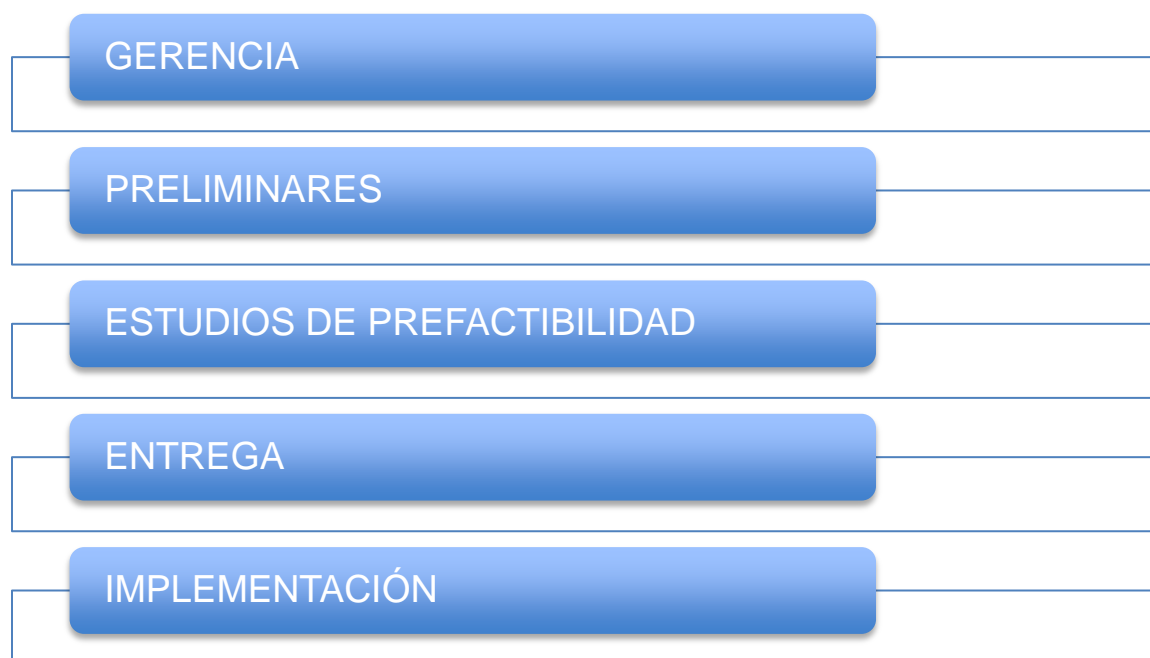 GERENCIA
PRELIMINARES
ESTUDIOS DE PREFACTIBILIDAD
ENTREGA
IMPLEMENTACIÓN